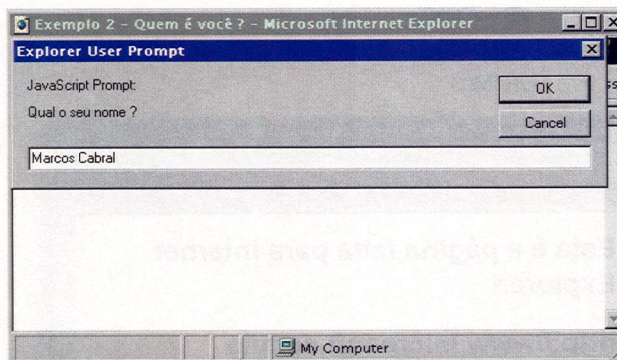 Exemplo 2 - Quem é você ? - Microsoft Internet Explorer
Explorer User Prompt
JavaScript Prompt:
OK
Qual o seu nome ?
Cancel
Marcos Cabral
My Computer